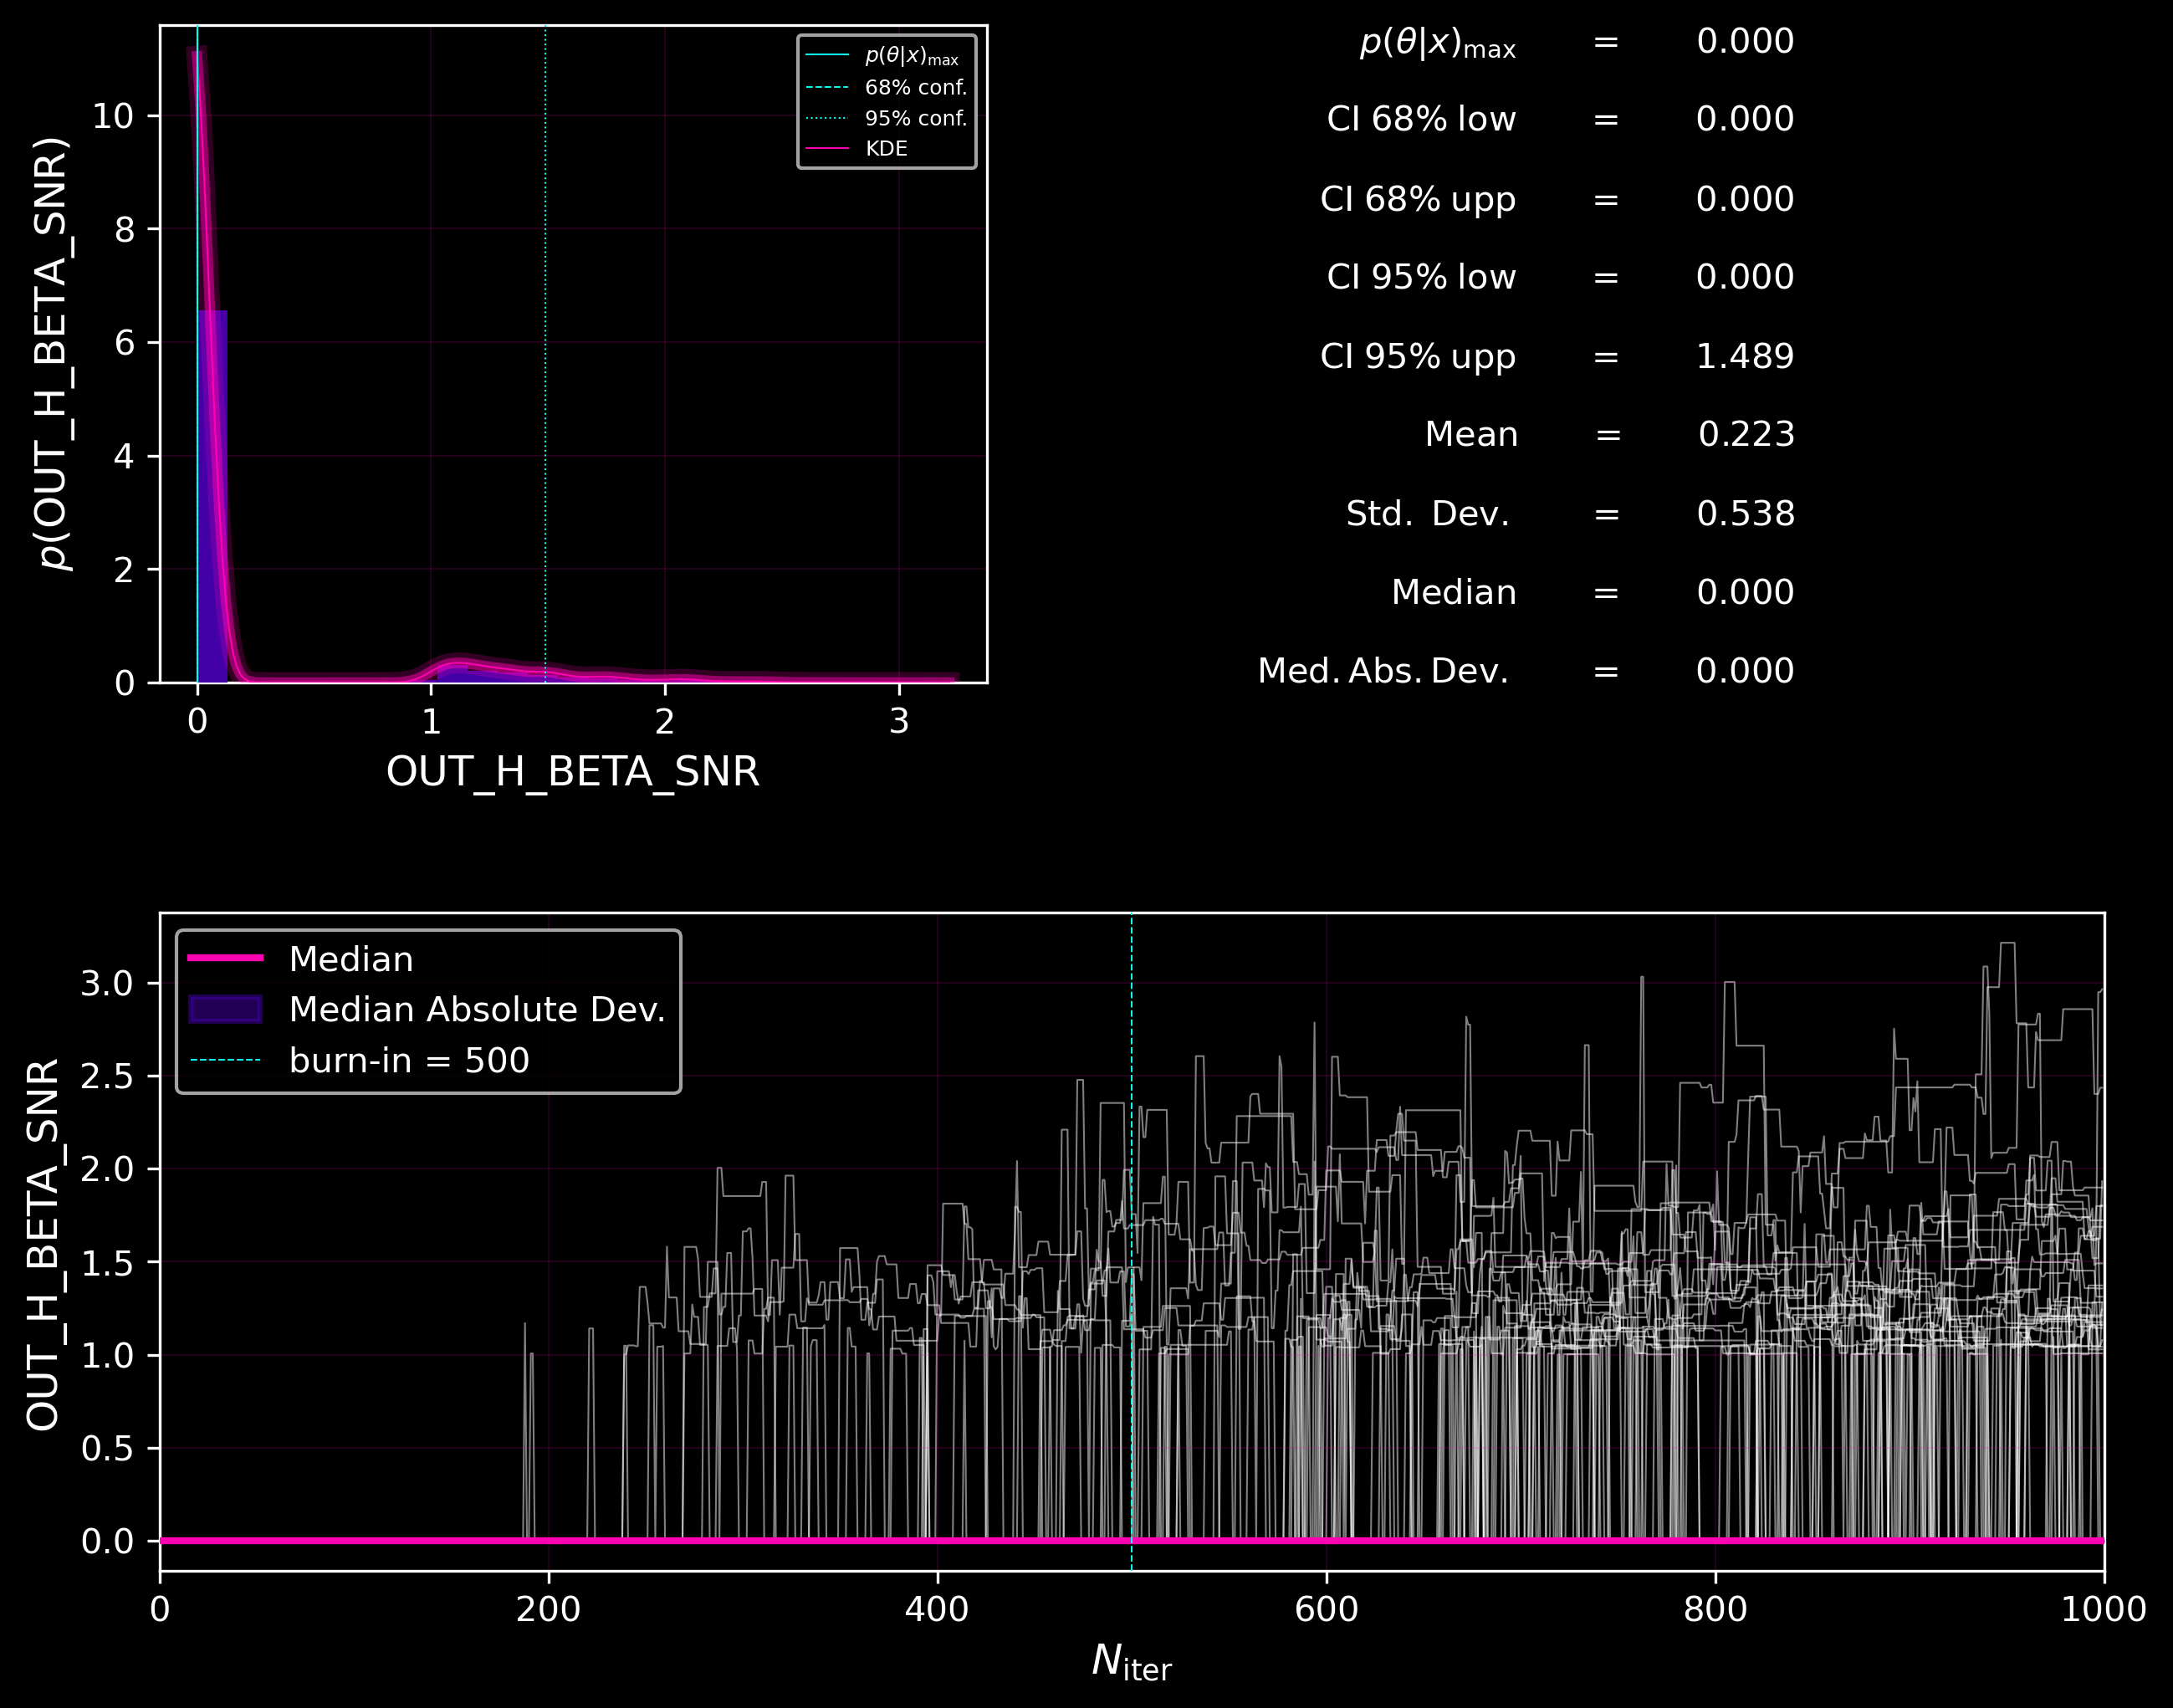 p(θ|x)max
68% conf.
95% conf.
KDE
10
8
6
4
2
0
p(OUT_H_BETA_SNR)
0 1 2 3
OUT_H_BETA_SNR
p(θ|x)max = 0.000
CI 68% low = 0.000
CI 68% upp = 0.000
CI 95% low = 0.000
CI 95% upp = 1.489
Mean = 0.223
Std. Dev. = 0.538
Median = 0.000
Med. Abs. Dev. = 0.000
Median
Median Absolute Dev.
burn-in = 500
3.0
2.5
2.0
1.5
1.0
0.5
0.0
OUT_H_BETA_SNR
0 200 400 600 800 1000
Niter